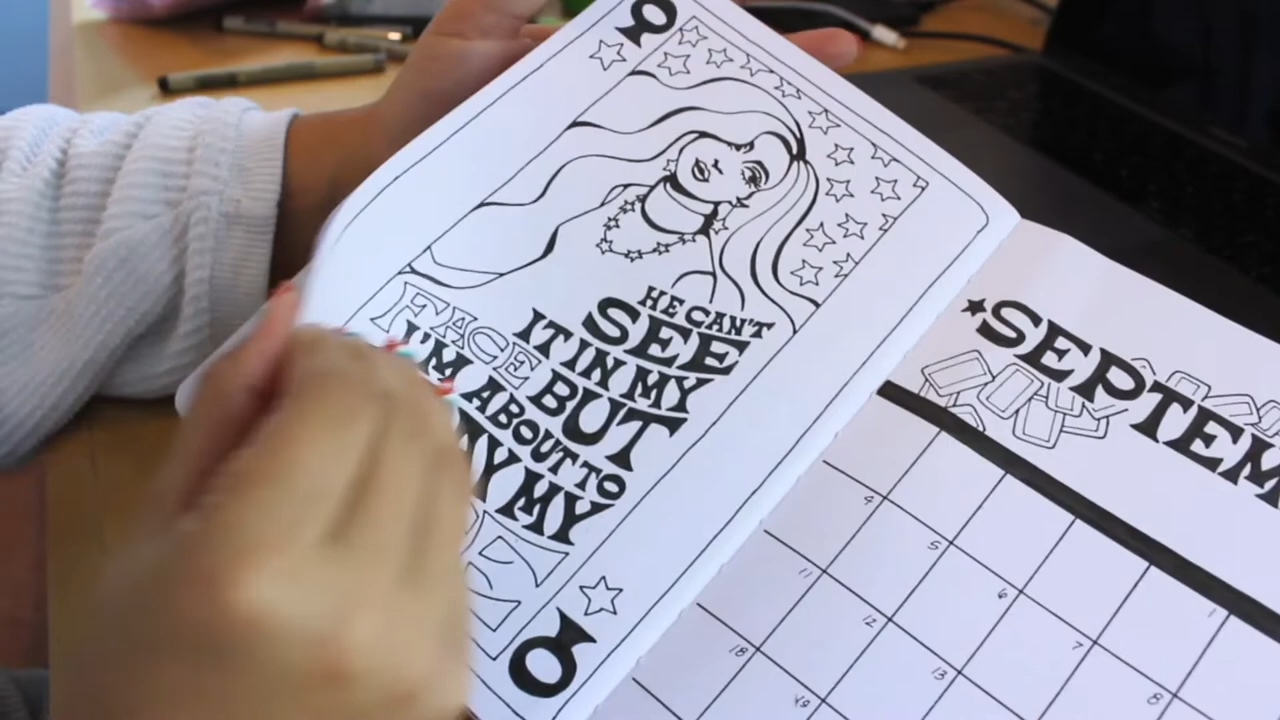 Q
HE CAN'T
SEE
IT IN MY
FACE BUT
I'M ABOUT TO
MY
Q
SEPTEM
1
4 5 6 7 8
11 12 13
18 19